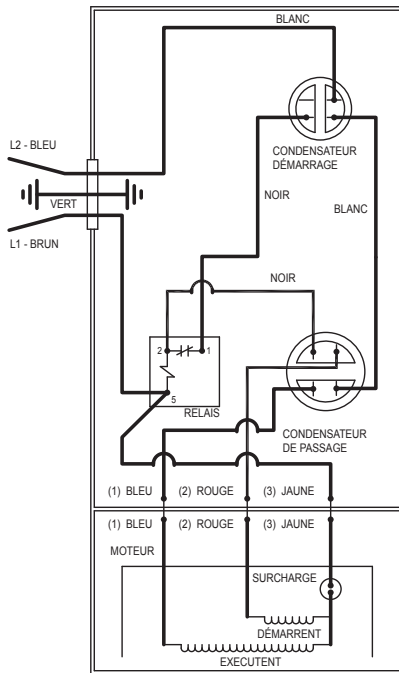 BLANC
L2 - BLEU
CONDENSATEUR
DÉMARRAGE
VERT
NOIR
BLANC
L1 - BRUN
NOIR
2
1
5
RELAIS
CONDENSATEUR
DE PASSAGE
(1) BLEU (2) ROUGE (3) JAUNE
(1) BLEU (2) ROUGE (3) JAUNE
MOTEUR
SURCHARGE
DÉMARRENT
EXECUTENT